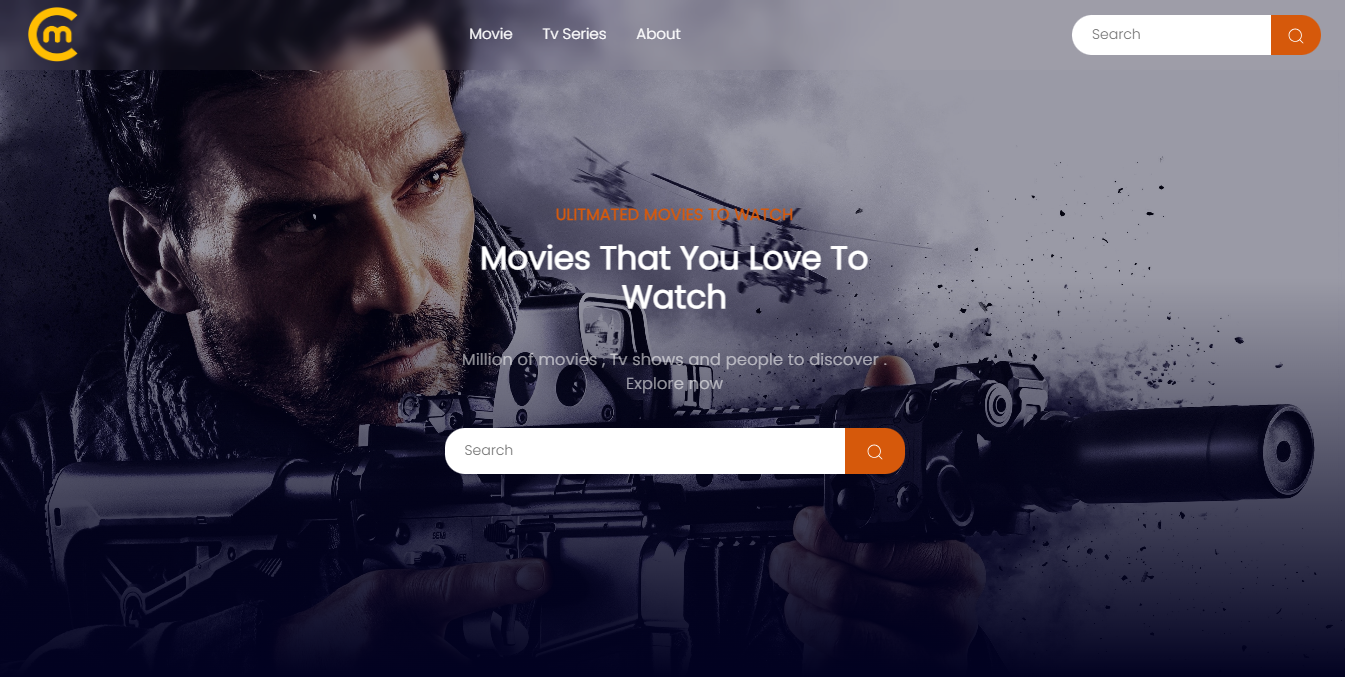 m
Movie Tv Series About Search
ULITMATED MOVIES TO WATCH
Movies That You Love To
Watch
Million of movies , Tv shows and people to discover .
Explore now
Search